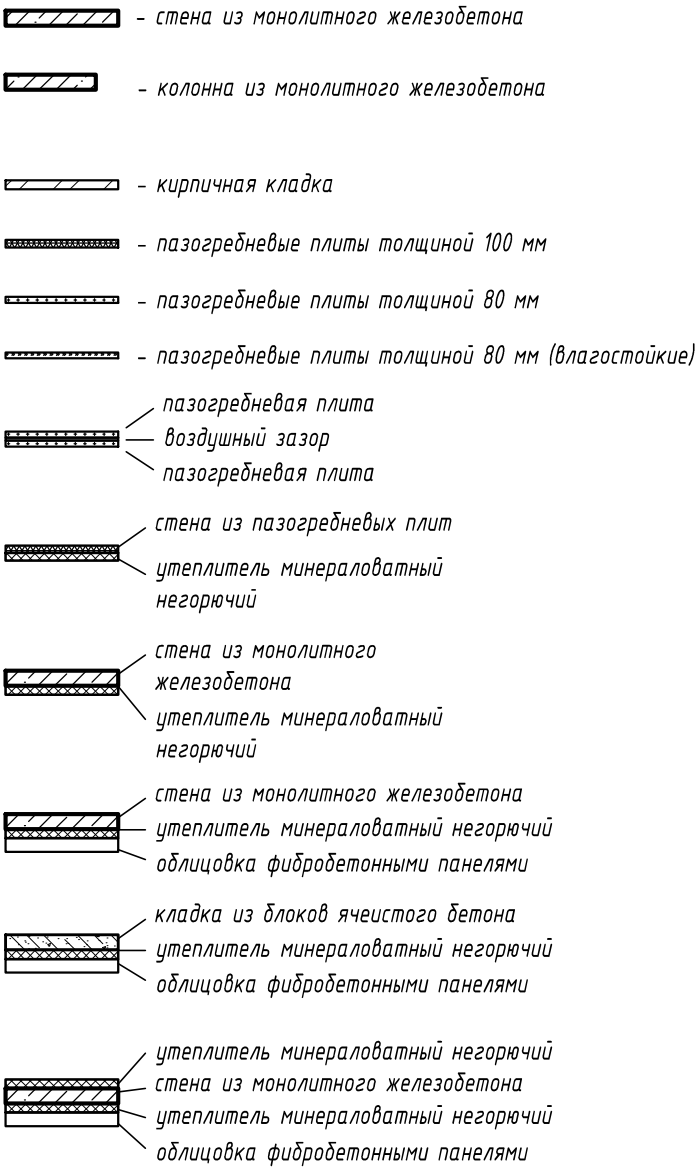 - стена из монолитного железобетона
- колонна из монолитного железобетона
- кирпичная кладка
- пазогребневые плиты толщиной 100 мм
- пазогребневые плиты толщиной 80 мм
- пазогребневые плиты толщиной 80 мм (влагостойкие)
пазогребневая плита
воздушный зазор
пазогребневая плита
стена из пазогребневых плит
утеплитель минераловатный
негорючий
стена из монолитного
железобетона
утеплитель минераловатный
негорючий
стена из монолитного железобетона
утеплитель минераловатный негорючий
облицовка фибробетонными панелями
кладка из блоков ячеистого бетона
утеплитель минераловатный негорючий
облицовка фибробетонными панелями
утеплитель минераловатный негорючий
стена из монолитного железобетона
утеплитель минераловатный негорючий
облицовка фибробетонными панелями